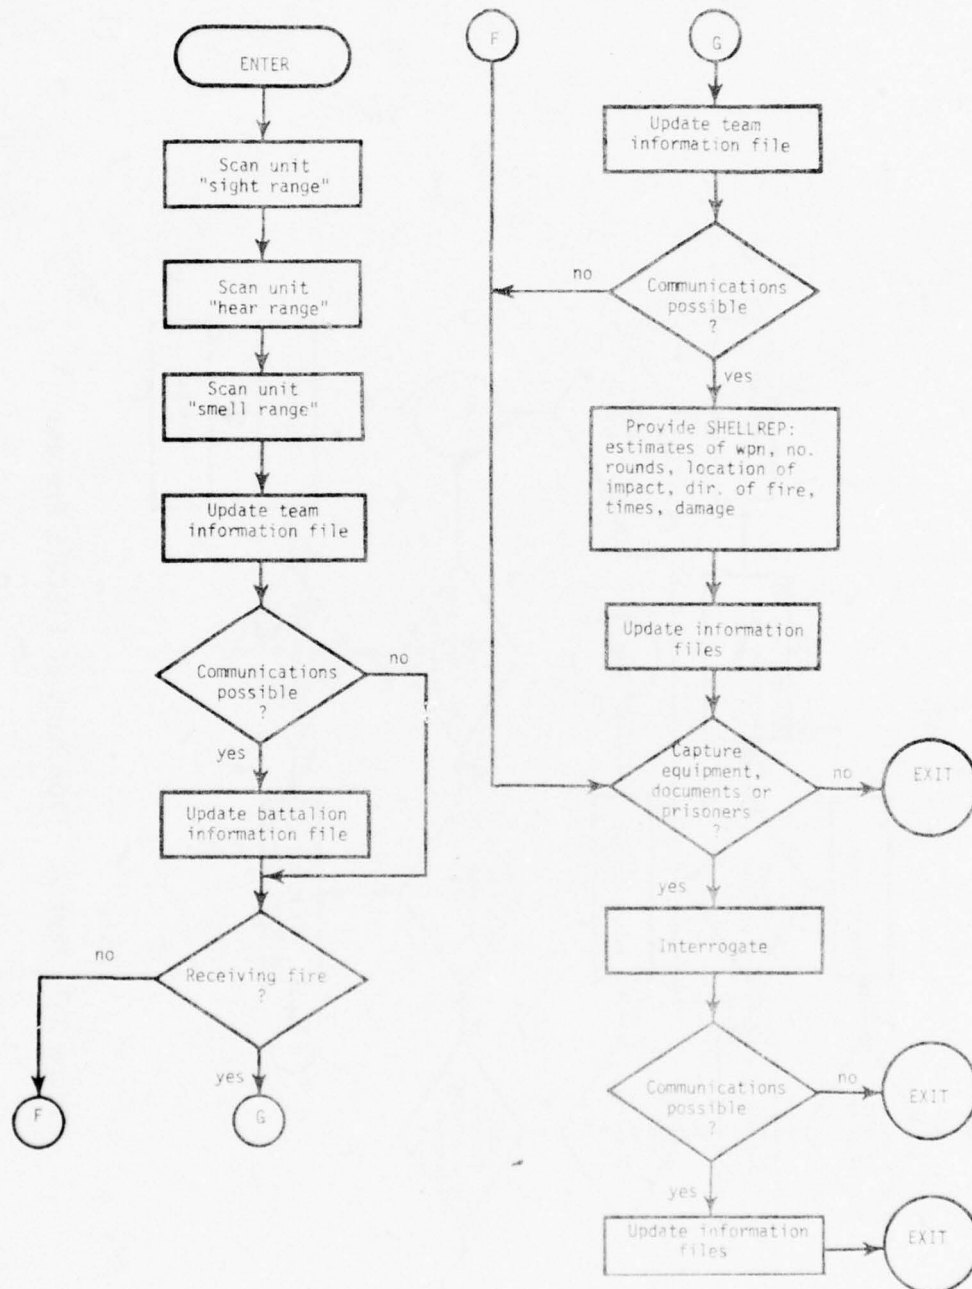 ENTER
Scan unit
"sight range"
Scan unit
"hear range"
Scan unit
"smell range"
Update team
information file
Communications
possible
?
no
yes
Update battalion
information file
Receiving fire
?
no
yes
F
G
F
G
Update team
information file
Communications
possible
?
no
yes
Provide SHELLREP:
estimates of wpn, no.
rounds, location of
impact, dir. of fire,
times, damage
Update information
files
Capture
equipment,
documents or
prisoners
?
no
EXIT
yes
Interrogate
Communications
possible
?
no
EXIT
yes
Update information
files
EXIT